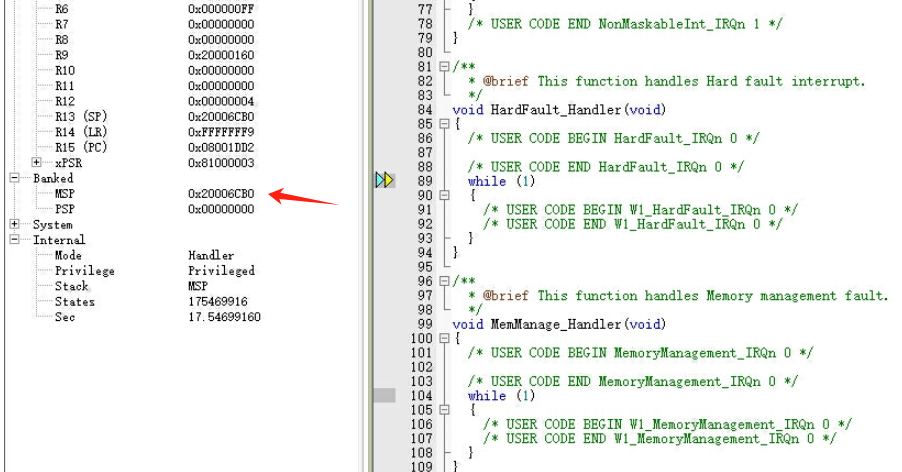 R6 0x000000FF
R7 0x00000000
R8 0x00000000
R9 0x20000160
R10 0x00000000
R11 0x00000000
R12 0x00000004
R13 (SP) 0x20006CB0
R14 (LR) 0xFFFFFFF9
R15 (PC) 0x08001DD2
xPSR 0x81000003
Banked
MSP 0x20006CB0
PSP 0x00000000
System
Internal
Mode Handler
Privilege Privileged
Stack MSP
States 175469916
Sec 17.54699160
77 }
78 /* USER CODE END NonMaskableInt_IRQn 1 */
79 }
80
81 /**
82 * @brief This function handles Hard fault interrupt.
83 */
84 void HardFault_Handler(void)
85 {
86 /* USER CODE BEGIN HardFault_IRQn 0 */
87
88 /* USER CODE END HardFault_IRQn 0 */
89 while (1)
90 {
91 /* USER CODE BEGIN W1_HardFault_IRQn 0 */
92 /* USER CODE END W1_HardFault_IRQn 0 */
93 }
94 }
95
96 /**
97 * @brief This function handles Memory management fault.
98 */
99 void MemManage_Handler(void)
100 {
101 /* USER CODE BEGIN MemoryManagement_IRQn 0 */
102
103 /* USER CODE END MemoryManagement_IRQn 0 */
104 while (1)
105 {
106 /* USER CODE BEGIN W1_MemoryManagement_IRQn 0 */
107 /* USER CODE END W1_MemoryManagement_IRQn 0 */
108 }
109 }